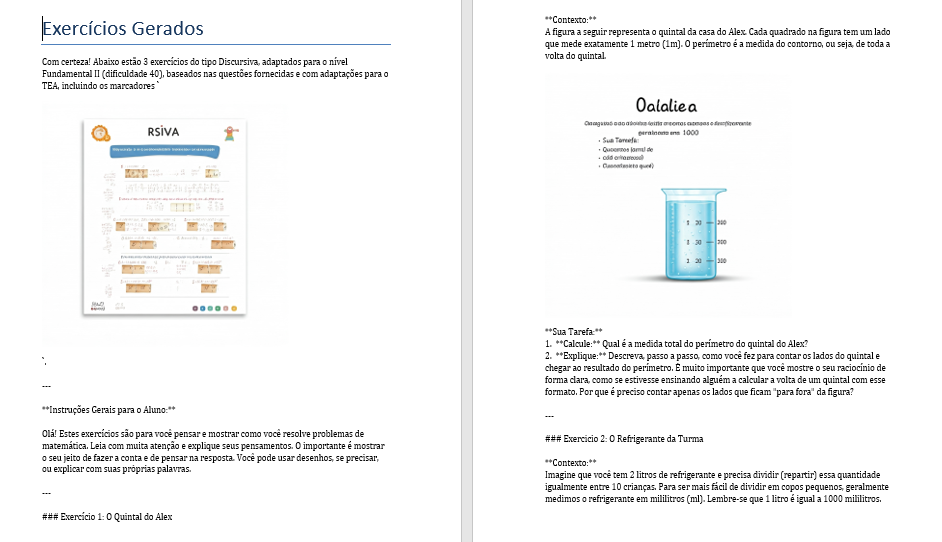 Exercícios Gerados
Com certeza! Abaixo estão 3 exercícios do tipo Discursiva, adaptados para o nível
Fundamental II (dificuldade 40), baseados nas questões fornecidas e com adaptações para o
TEA, incluindo os marcadores `
RSIVA
`.
---
**Instruções Gerais para o Aluno:**
Olá! Estes exercícios são para você pensar e mostrar como você resolve problemas de
matemática. Leia com muita atenção e explique seus pensamentos. O importante é mostrar
o seu jeito de fazer a conta e de pensar na resposta. Você pode usar desenhos, se precisar,
ou explicar com suas próprias palavras.
---
### Exercício 1: O Quintal do Alex
**Contexto:**
A figura a seguir representa o quintal da casa do Alex. Cada quadrado na figura tem um lado
que mede exatamente 1 metro (1m). O perímetro é a medida do contorno, ou seja, de toda a
volta do quintal.
Oalaliea
1000
• Sua Tarefa:
**Sua Tarefa:**
1. **Calcule:** Qual é a medida total do perímetro do quintal do Alex?
2. **Explique:** Descreva, passo a passo, como você fez para contar os lados do quintal e
chegar ao resultado do perímetro. É muito importante que você mostre o seu raciocínio de
forma clara, como se estivesse ensinando alguém a calcular a volta de um quintal com esse
formato. Por que é preciso contar apenas os lados que ficam "para fora" da figura?
---
### Exercício 2: O Refrigerante da Turma
**Contexto:**
Imagine que você tem 2 litros de refrigerante e precisa dividir (repartir) essa quantidade
igualmente entre 10 crianças. Para ser mais fácil de dividir em copos pequenos, geralmente
medimos o refrigerante em mililitros (ml). Lembre-se que 1 litro é igual a 1000 mililitros.